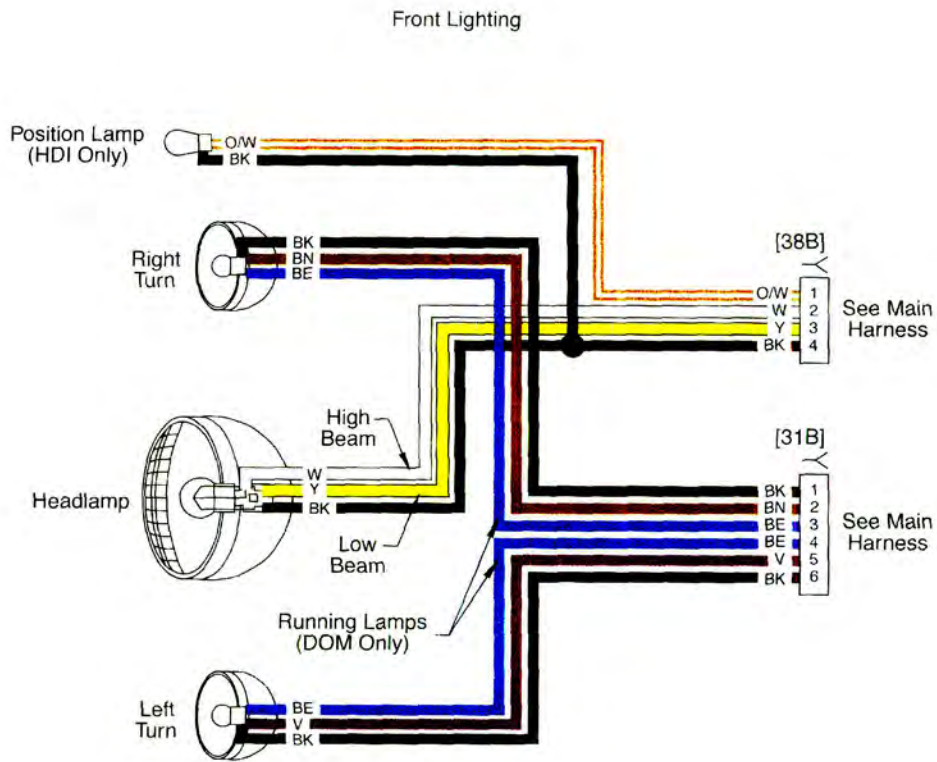 Front Lighting
Position Lamp
(HDI Only)
O/W
BK
Right
Turn
BK
BN
BE
[38B]
O/W 1
W 2
Y 3
BK 4
See Main
Harness
High
Beam
Headlamp
W
Y
BK
Low
Beam
[31B]
BK 1
BN 2
BE 3
BE 4
V 5
BK 6
See Main
Harness
Running Lamps
(DOM Only)
Left
Turn
BE
V
BK